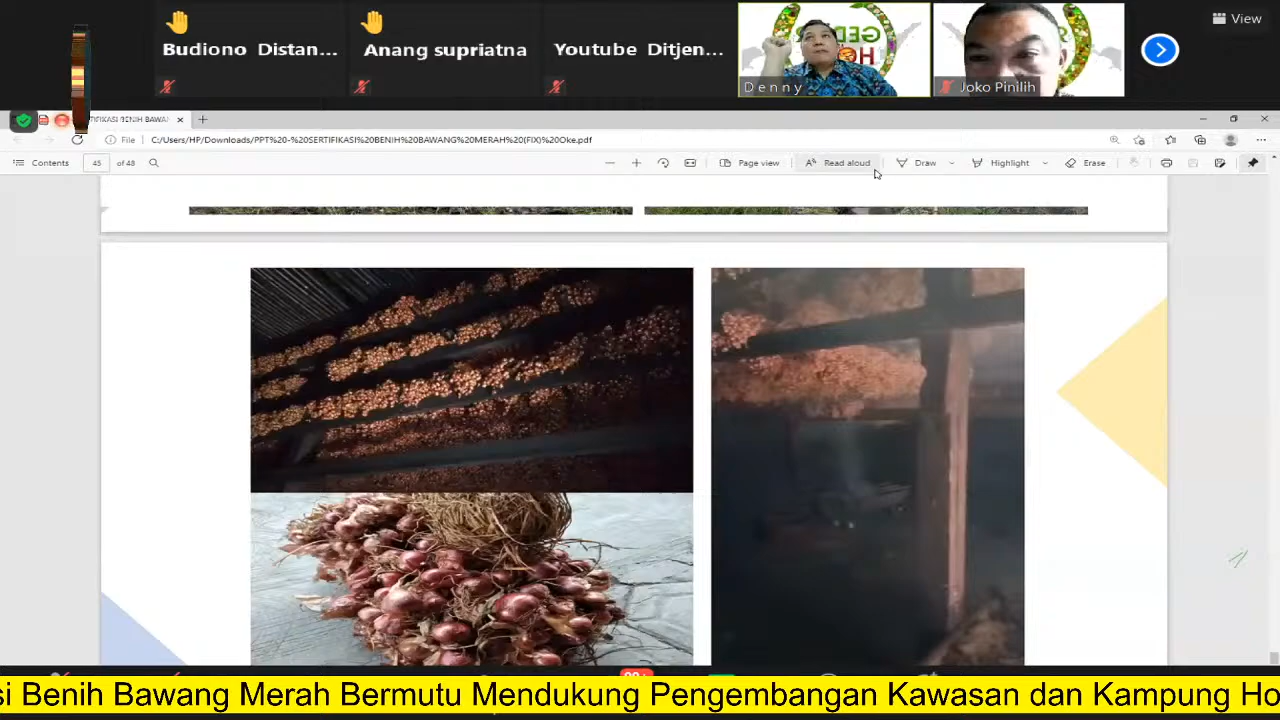 View
Budiono Distan...
Anang supriatna
Youtube Ditjen...
Denny
Joko Pinilih
TIFIKASI BENIH BAWA
File
C:/Users/HP/Downloads/PPT%20-%20SERTIFIKASI%20BENIH%20BAWANG%20MERAH%20(FIX)%20Oke.pdf
Contents
45
of 48
Page view
Read aloud
Draw
Highlight
Erase
si Benih Bawang Merah Bermutu Mendukung Pengembangan Kawasan dan Kampung Ho